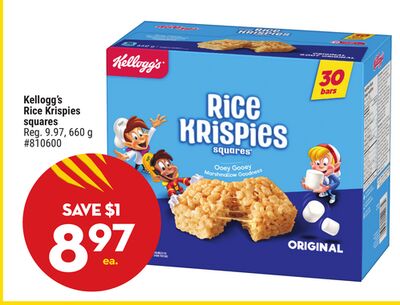 Kellogg's
Rice Krispies
squares
Reg. 9.97, 660 g
#810600
SAVE $1
8.97
ea.
Kellogg's
30
bars
RICE
KRISPIES
squares
Ooey Gooey
Marshmallow Goodness
ORIGINAL